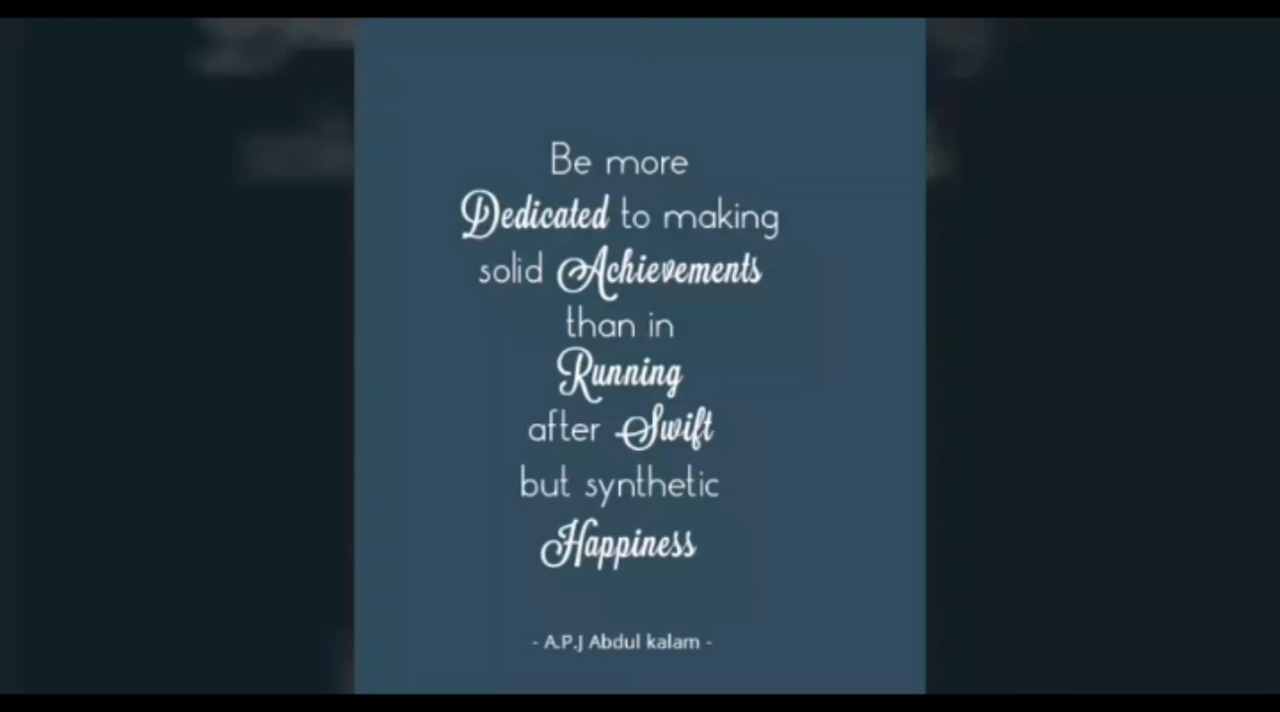 Be more
Dedicated to making
solid Achievements
than in
Running
after Swift
but synthetic
Happiness
- A.P.J Abdul kalam -